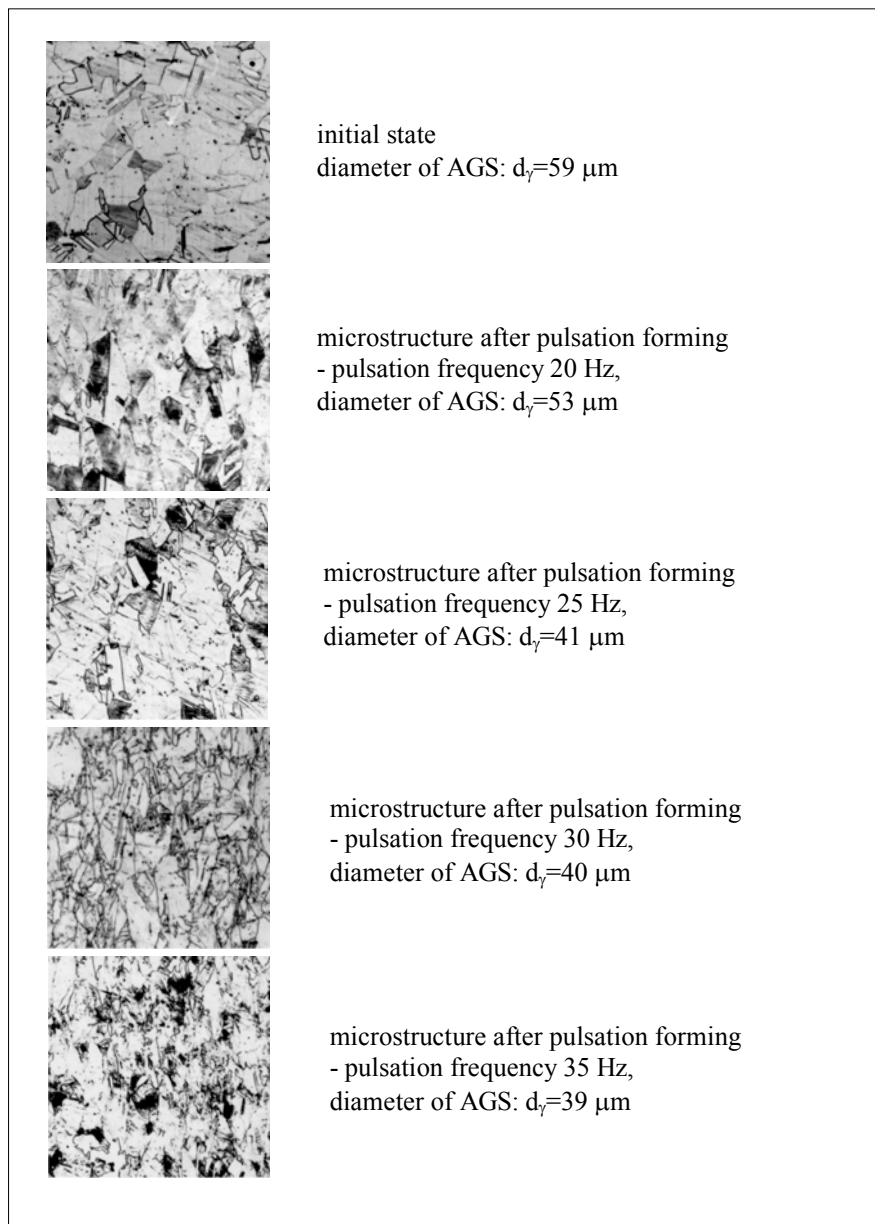 initial state
diameter of AGS: dγ=59 μm
microstructure after pulsation forming
- pulsation frequency 20 Hz,
diameter of AGS: dγ=53 μm
microstructure after pulsation forming
- pulsation frequency 25 Hz,
diameter of AGS: dγ=41 μm
microstructure after pulsation forming
- pulsation frequency 30 Hz,
diameter of AGS: dγ=40 μm
microstructure after pulsation forming
- pulsation frequency 35 Hz,
diameter of AGS: dγ=39 μm